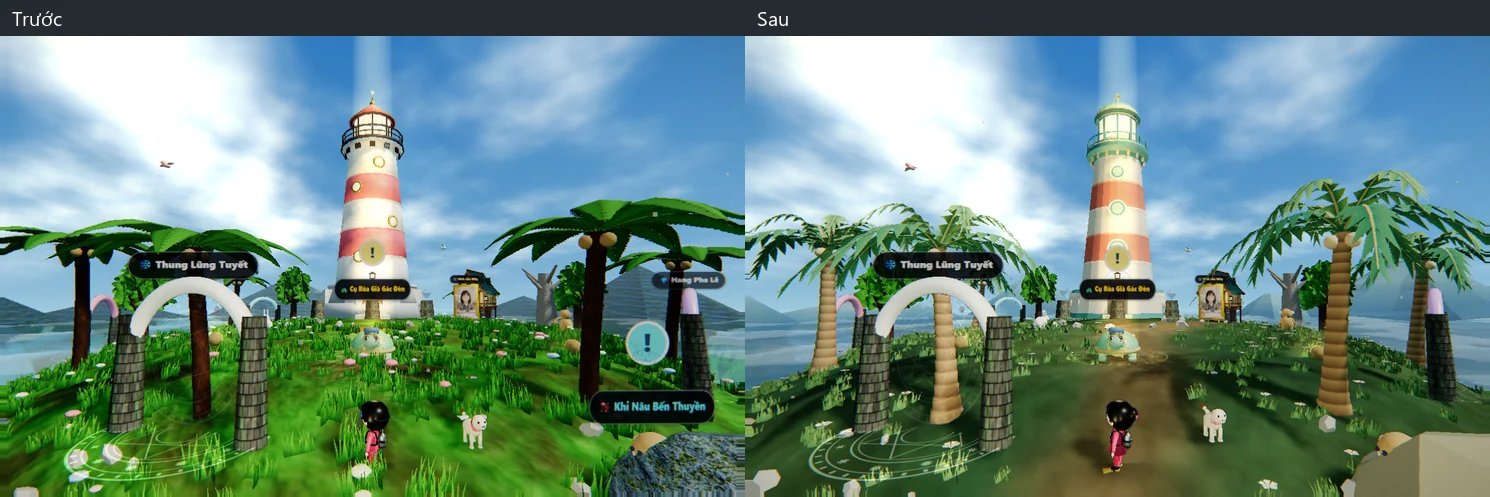 Trước
Sau
Thung Lũng Tuyết
Cụ Rùa Già Gác Đèn
Hang Pha Lê
Khỉ Nâu Bến Thuyền
Thung Lũng Tuyết
Cụ Rùa Già Gác Đèn